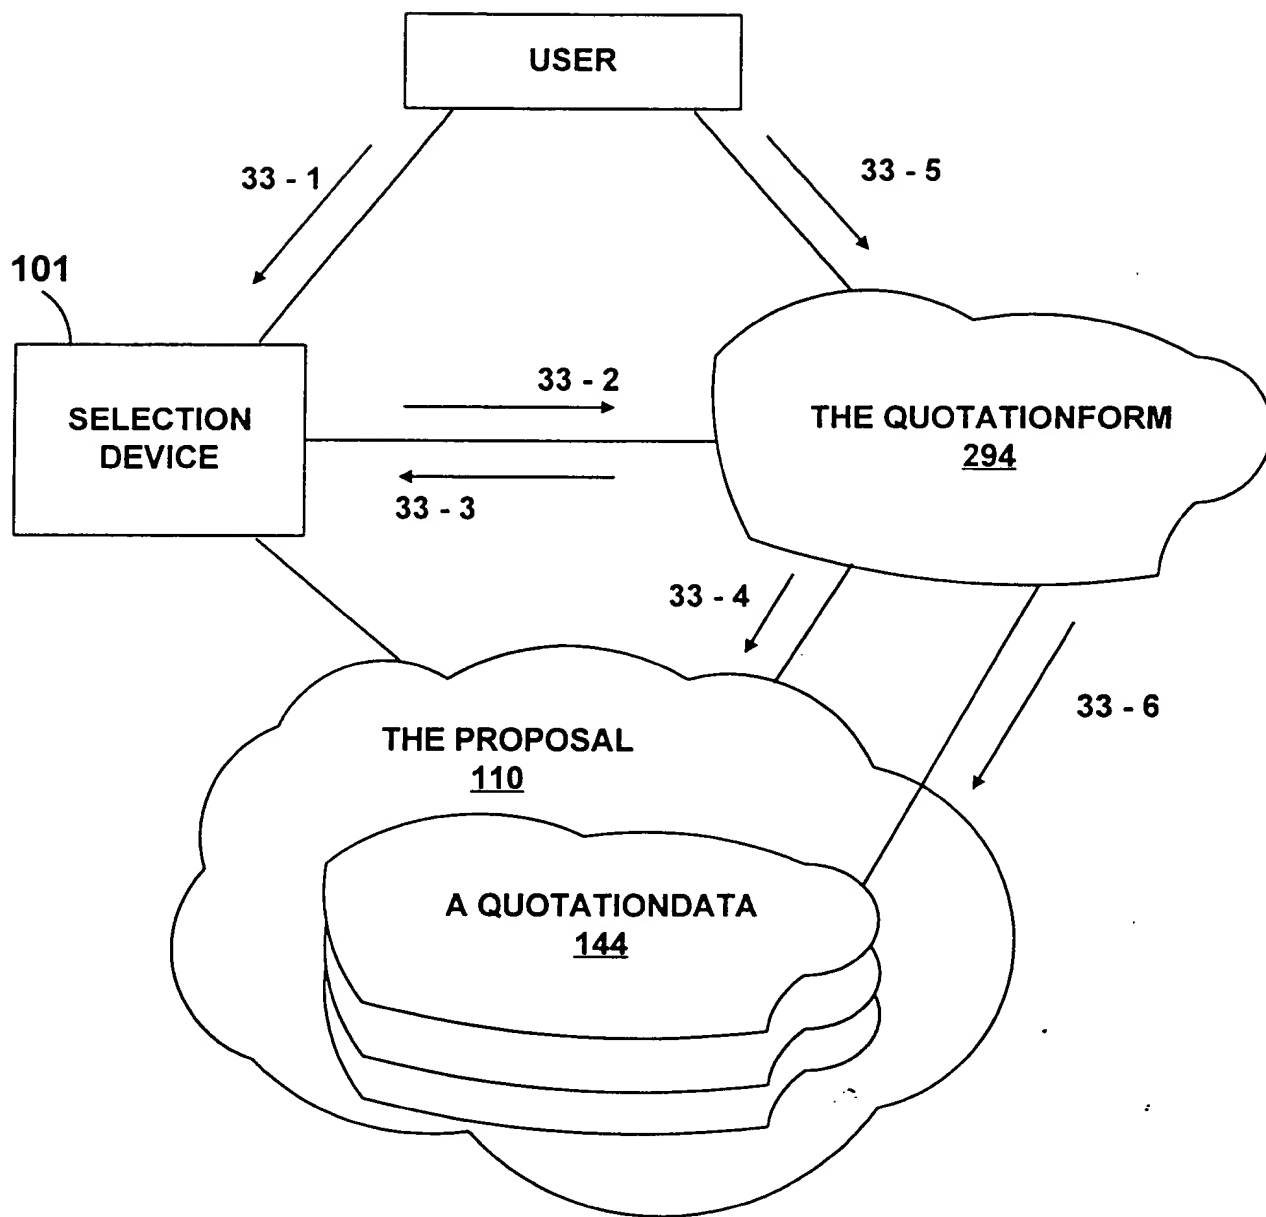 USER
33 - 1
33 - 5
101
SELECTION
DEVICE
33 - 2
33 - 3
THE QUOTATIONFORM
294
33 - 4
33 - 6
THE PROPOSAL
110
A QUOTATIONDATA
144